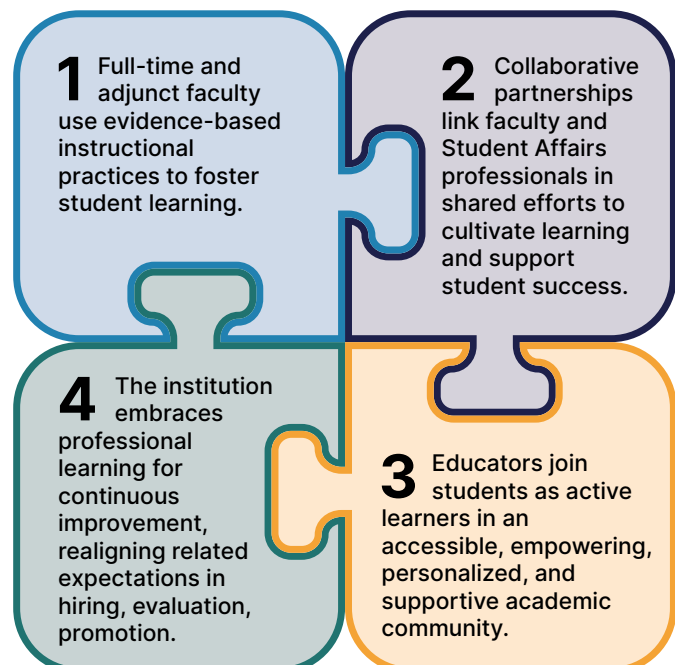 1 Full-time and
adjunct faculty
use evidence-based
instructional
practices to foster
student learning.
2 Collaborative
partnerships
link faculty and
Student Affairs
professionals in
shared efforts to
cultivate learning
and support
student success.
3 Educators join
students as active
learners in an
accessible, empowering,
personalized, and
supportive academic
community.
4 The institution
embraces
professional
learning for
continuous
improvement,
realigning related
expectations in
hiring, evaluation,
promotion.